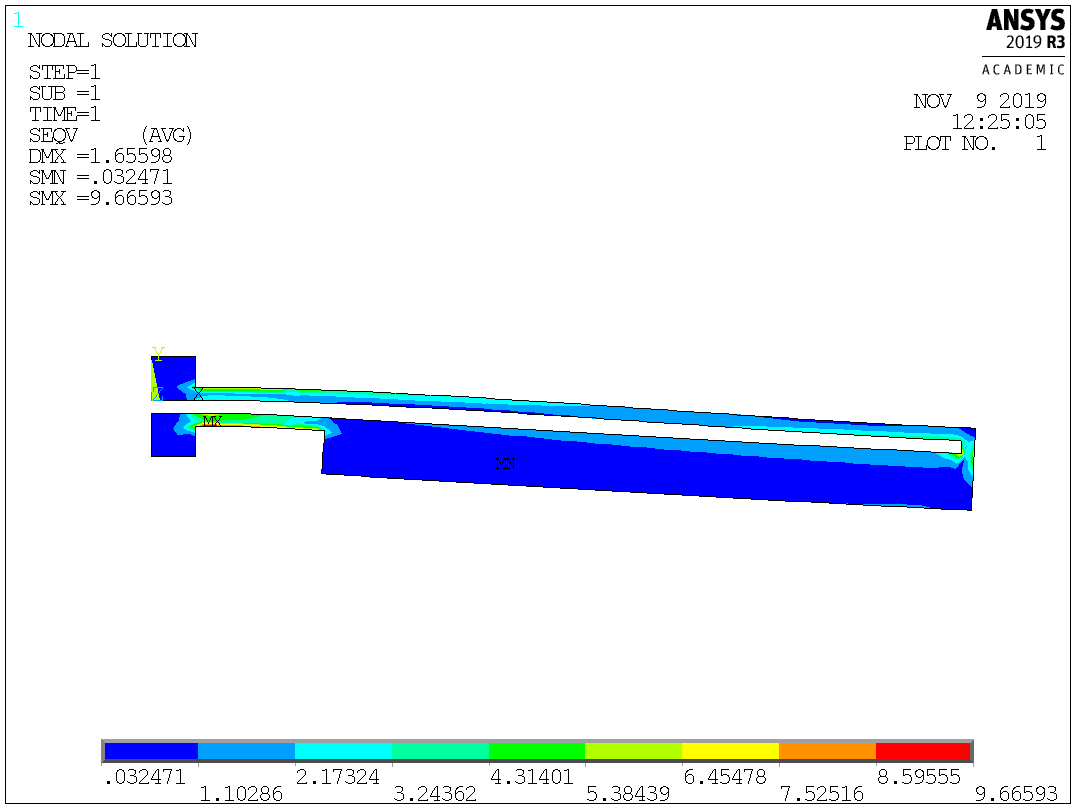 1
NODAL SOLUTION
STEP=1
SUB =1
TIME=1
SEQV (AVG)
DMX =1.65598
SMN =.032471
SMX =9.66593
ANSYS
2019 R3
ACADEMIC
NOV 9 2019
12:25:05
PLOT NO. 1
Y
Z X
MX
MN
.032471 2.17324 4.31401 6.45478 8.59555
1.10286 3.24362 5.38439 7.52516 9.66593